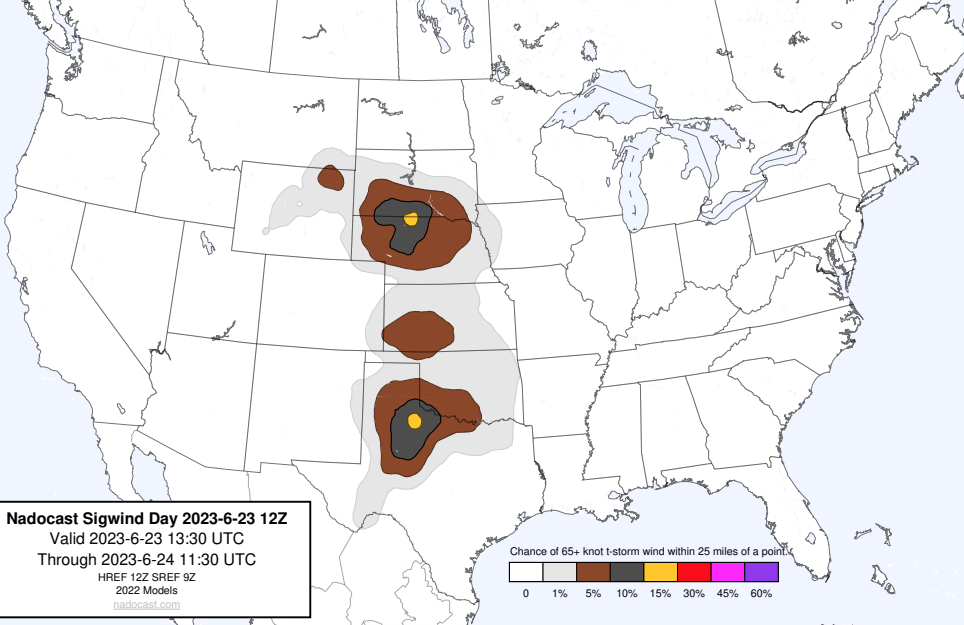 Nadocast Sigwind Day 2023-6-23 12Z
Valid 2023-6-23 13:30 UTC
Through 2023-6-24 11:30 UTC
HREF 12Z SREF 9Z
2022 Models
nadocast.com
Chance of 65+ knot t-storm wind within 25 miles of a point.
0 1% 5% 10% 15% 30% 45% 60%